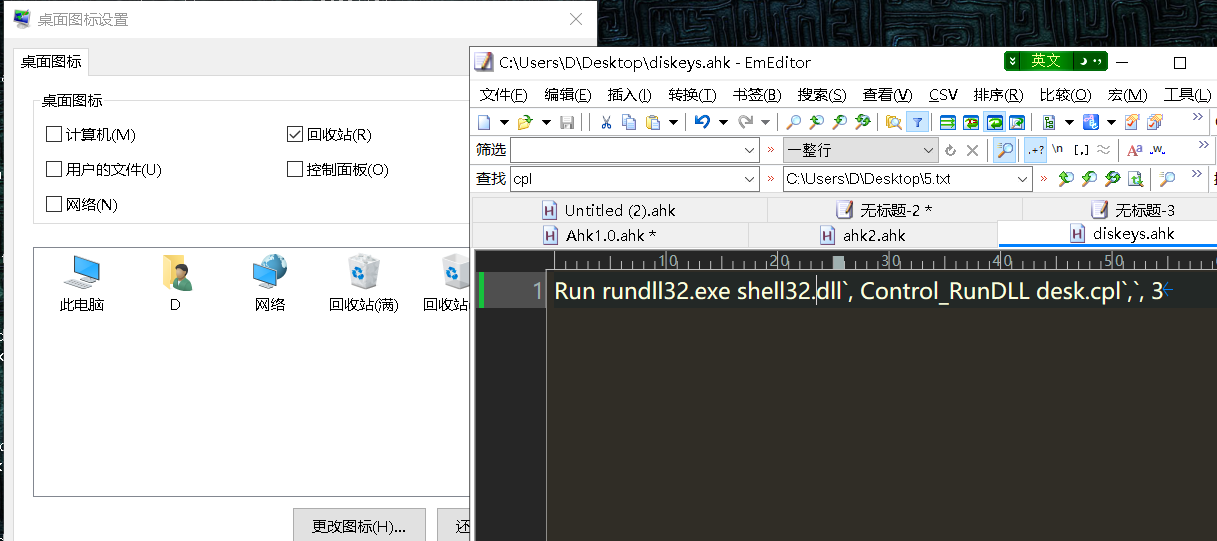 桌面图标设置
桌面图标
桌面图标
计算机(M)
回收站(R)
用户的文件(U)
控制面板(O)
网络(N)
此电脑
D
网络
回收站(满)
回收站
更改图标(H)...
还
C:\Users\D\Desktop\diskeys.ahk - EmEditor
英文
文件(F) 编辑(E) 插入(I) 转换(T) 书签(B) 搜索(S) 查看(V) CSV 排序(R) 比较(O) 宏(M) 工具(L)
筛选
一整行
查找 cpl
C:\Users\D\Desktop\5.txt
Untitled (2).ahk
无标题-2 *
无标题-3
Ahk1.0.ahk *
ahk2.ahk
diskeys.ahk
10 20 30 40 50
1 Run rundll32.exe shell32.dll`, Control_RunDLL desk.cpl`,`, 3